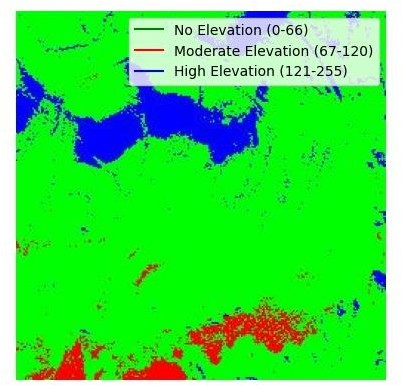 No Elevation (0-66)
Moderate Elevation (67-120)
High Elevation (121-255)